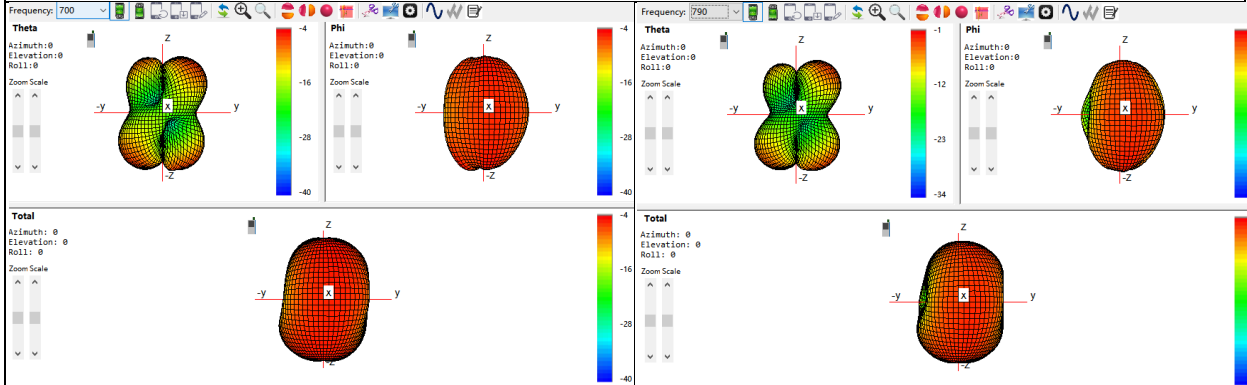 Frequency: 700
Theta
Azimuth:0
Elevation:0
Roll:0
Zoom Scale
Z
-y
X
y
-Z
-4
-16
-28
-40
Phi
Azimuth:0
Elevation:0
Roll:0
Zoom Scale
Z
-y
X
y
-Z
-4
-16
-28
-40
Total
Azimuth: 0
Elevation: 0
Roll: 0
Zoom Scale
Z
-y
X
y
-Z
-4
-16
-28
-40
Frequency: 790
Theta
Azimuth:0
Elevation:0
Roll:0
Zoom Scale
Z
-y
X
y
-Z
-1
-12
-23
-34
Phi
Azimuth:0
Elevation:0
Roll:0
Zoom Scale
Z
-y
X
y
-Z
Total
Azimuth: 0
Elevation: 0
Roll: 0
Zoom Scale
Z
-y
X
y
-Z